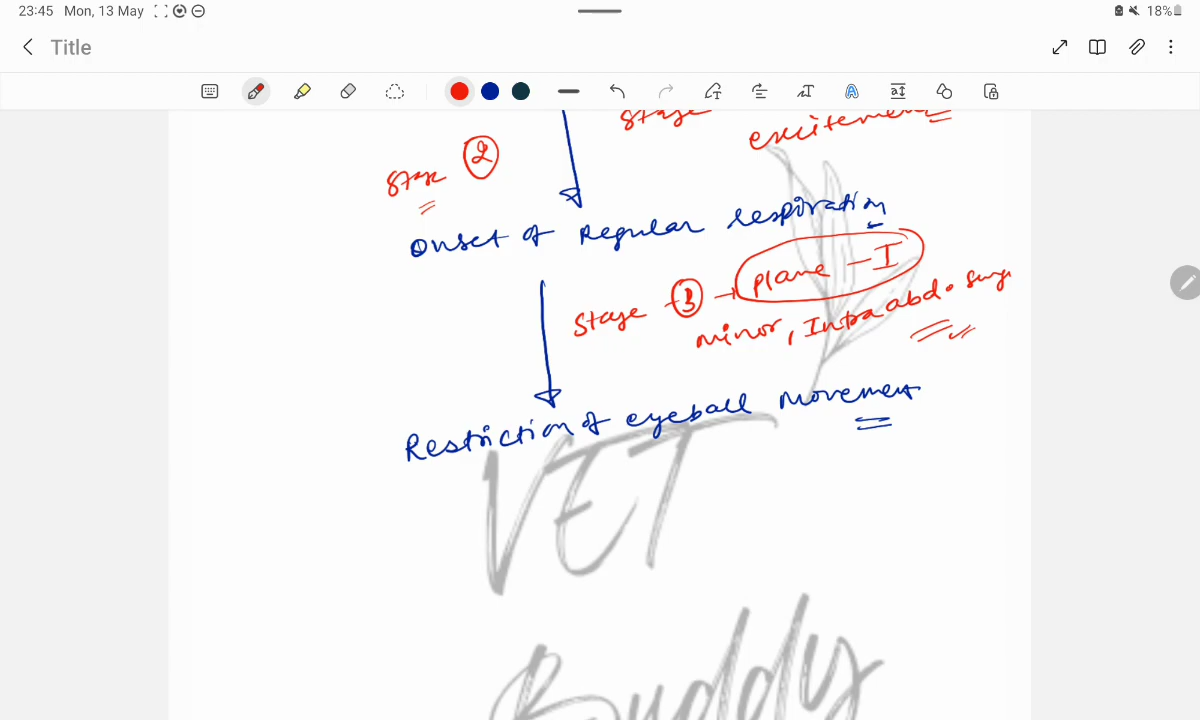 23:45 Mon, 13 May 18%
Title
Stage excitement
Stage 2
Onset of Regular respiration
Stage - 3 → Plane - I
minor, Intra abd. Surg
Restriction of eyeball movement
VET
Buddy